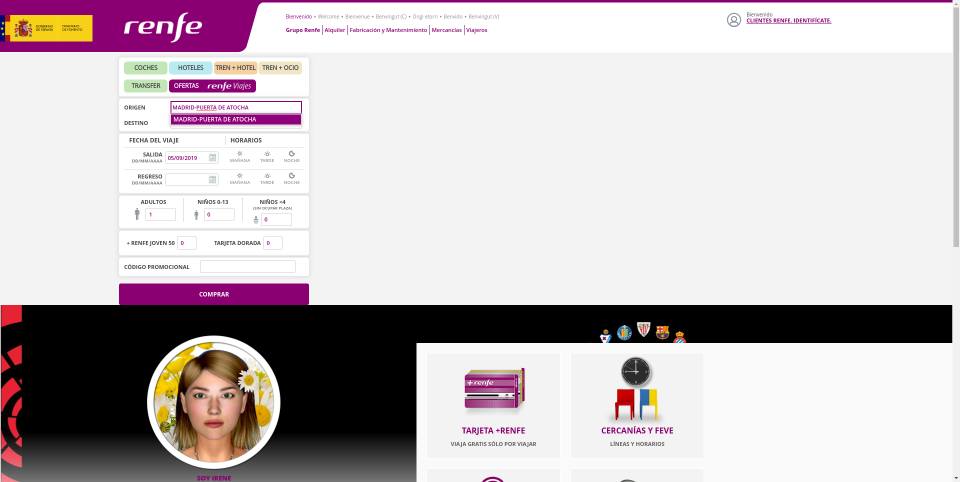 GOBIERNO DE ESPAÑA
MINISTERIO DE FOMENTO
renfe
Bienvenido • Welcome • Bienvenue • Benvingut (C) • Ongi etorri • Benvido • Benvingut (V)
Grupo Renfe | Alquiler | Fabricación y Mantenimiento | Mercancías | Viajeros
Bienvenido
CLIENTES RENFE. IDENTIFÍCATE.
COCHES HOTELES TREN + HOTEL TREN + OCIO
TRANSFER OFERTAS renfe Viajes
ORIGEN MADRID-PUERTA DE ATOCHA
MADRID-PUERTA DE ATOCHA
DESTINO
FECHA DEL VIAJE HORARIOS
SALIDA 05/09/2019
DD/MM/AAAA MAÑANA TARDE NOCHE
REGRESO
DD/MM/AAAA MAÑANA TARDE NOCHE
ADULTOS NIÑOS 0-13 NIÑOS <4
(SIN OCUPAR PLAZA)
1 0 0
+ RENFE JOVEN 50 0 TARJETA DORADA 0
CÓDIGO PROMOCIONAL
COMPRAR
+renfe
TARJETA +RENFE
VIAJA GRATIS SÓLO POR VIAJAR
CERCANÍAS Y FEVE
LÍNEAS Y HORARIOS
SOY IRENE